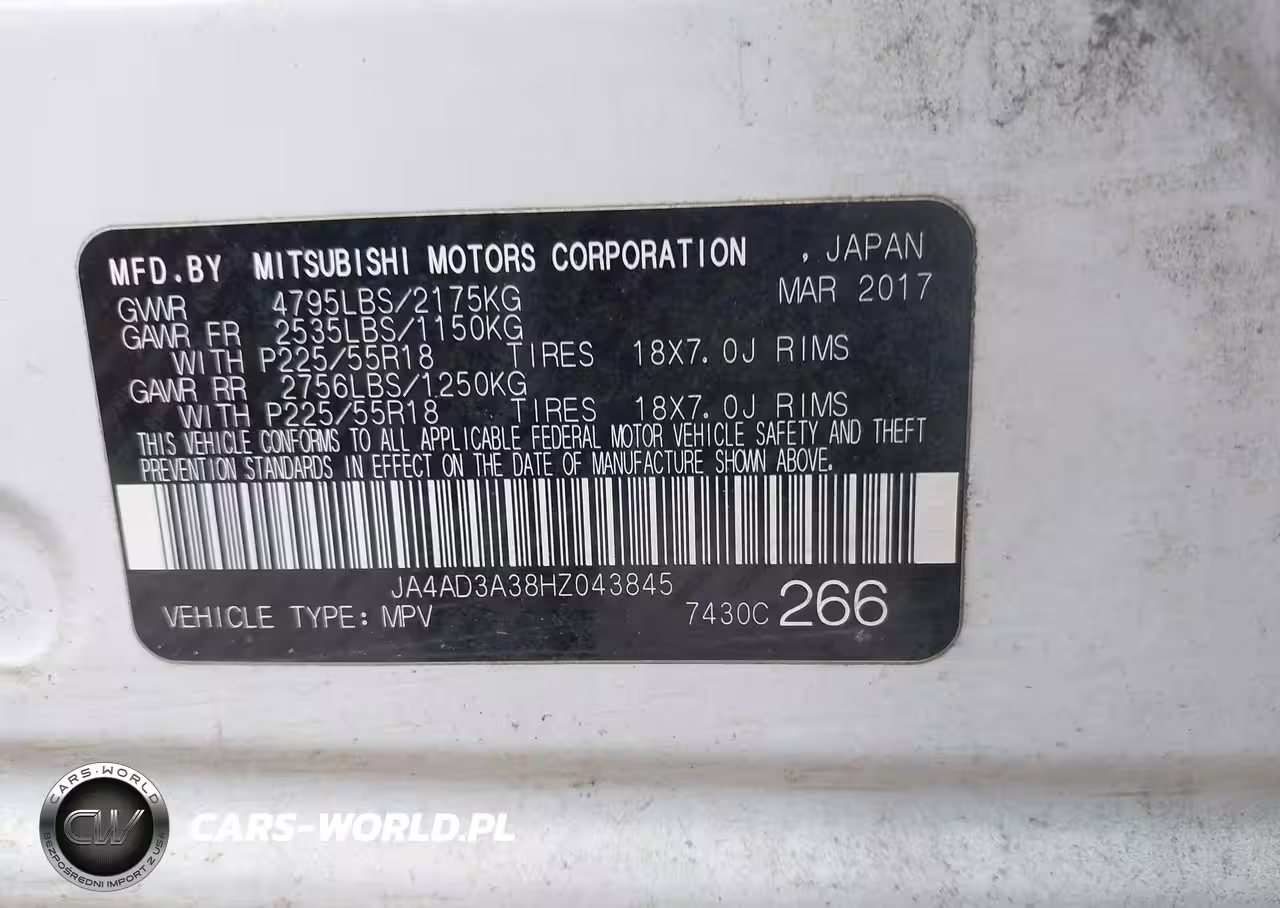 MFD.BY MITSUBISHI MOTORS CORPORATION , JAPAN
MAR 2017
GVWR 4795LBS/2175KG
GAWR FR 2535LBS/1150KG
WITH P225/55R18 TIRES 18X7.0J RIMS
GAWR RR 2756LBS/1250KG
WITH P225/55R18 TIRES 18X7.0J RIMS
THIS VEHICLE CONFORMS TO ALL APPLICABLE FEDERAL MOTOR VEHICLE SAFETY AND THEFT
PREVENTION STANDARDS IN EFFECT ON THE DATE OF MANUFACTURE SHOWN ABOVE.
JA4AD3A38HZ043845
VEHICLE TYPE: MPV 7430C 266
CARS-WORLD
CW
BEZPOŚREDNI IMPORT Z USA
CARS-WORLD.PL